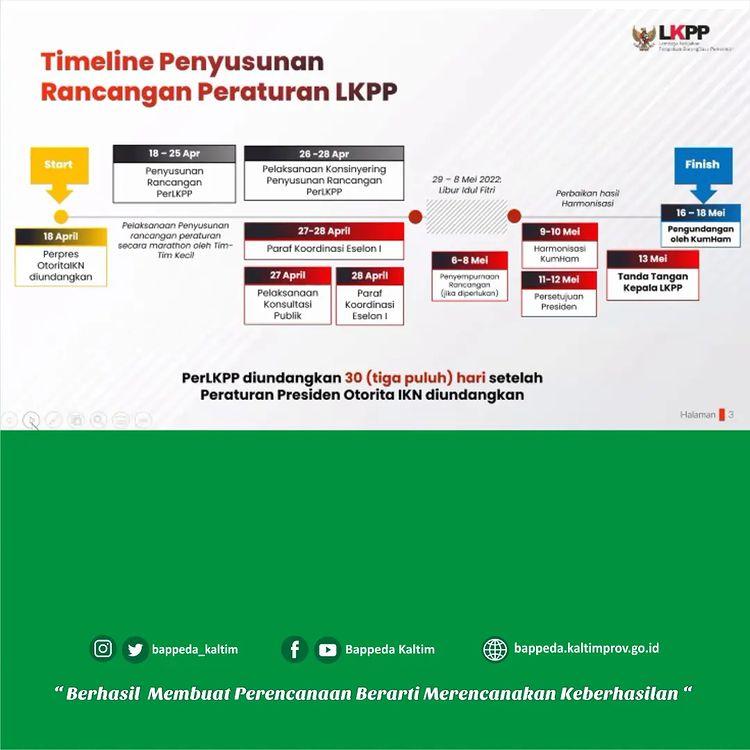 LKPP
Timeline Penyusunan
Rancangan Peraturan LKPP
Start
18 April
Perpres
OtoritaIKN
diundangkan
18 – 25 Apr
Penyusunan
Rancangan
PerLKPP
Pelaksanaan Penyusunan
rancangan peraturan
secara marathon oleh Tim-
Tim Kecil
26 -28 Apr
Pelaksanaan Konsinyering
Penyusunan Rancangan
PerLKPP
27-28 April
Paraf Koordinasi Eselon I
27 April
Pelaksanaan
Konsultasi
Publik
28 April
Paraf
Koordinasi
Eselon I
29 – 8 Mei 2022:
Libur Idul Fitri
6-8 Mei
Penyempurnaan
Rancangan
(jika diperlukan)
Perbaikan hasil
Harmonisasi
9-10 Mei
Harmonisasi
KumHam
11-12 Mei
Persetujuan
Presiden
13 Mei
Tanda Tangan
Kepala LKPP
Finish
16 – 18 Mei
Pengundangan
oleh KumHam
PerLKPP diundangkan 30 (tiga puluh) hari setelah
Peraturan Presiden Otorita IKN diundangkan
Halaman 3
bappeda_kaltim Bappeda Kaltim bappeda.kaltimprov.go.id
“ Berhasil Membuat Perencanaan Berarti Merencanakan Keberhasilan “